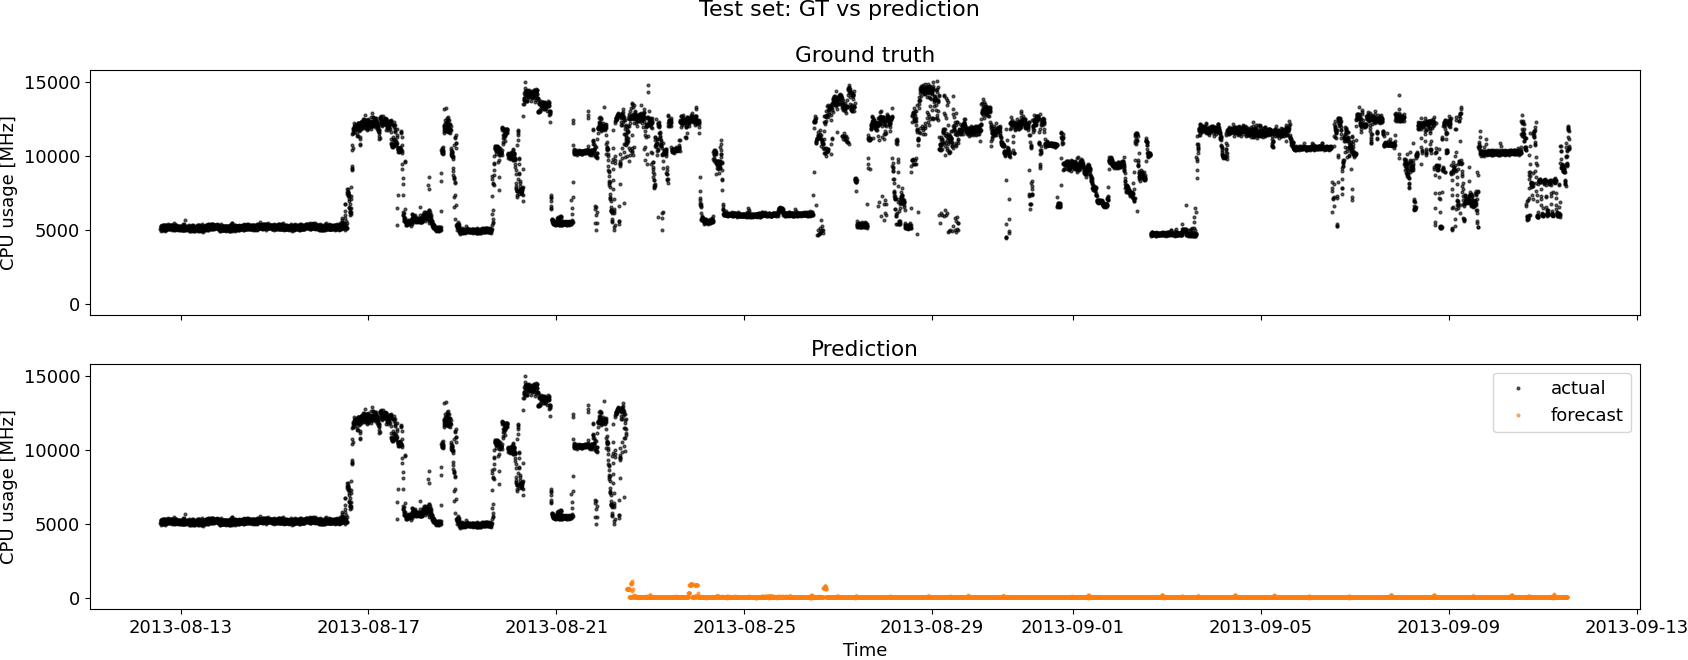 Test set: GT vs prediction
Ground truth
15000
10000
5000
0
CPU usage [MHz]
Prediction
15000
10000
5000
0
CPU usage [MHz]
actual
forecast
2013-08-13 2013-08-17 2013-08-21 2013-08-25 2013-08-29 2013-09-01 2013-09-05 2013-09-09 2013-09-13
Time